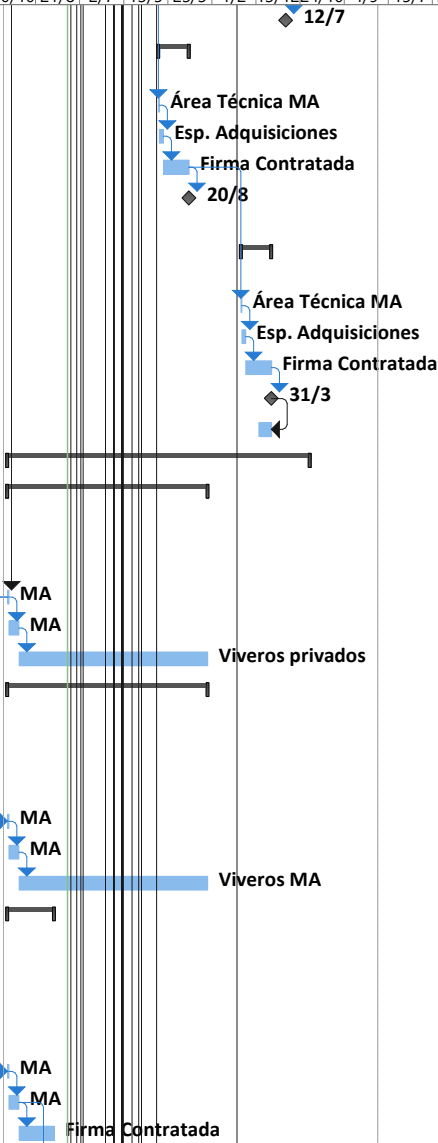 12/7
Área Técnica MA
Esp. Adquisiciones
Firma Contratada
20/8
Área Técnica MA
Esp. Adquisiciones
Firma Contratada
31/3
MA
MA
Viveros privados
MA
MA
Viveros MA
MA
MA
Firma Contratada